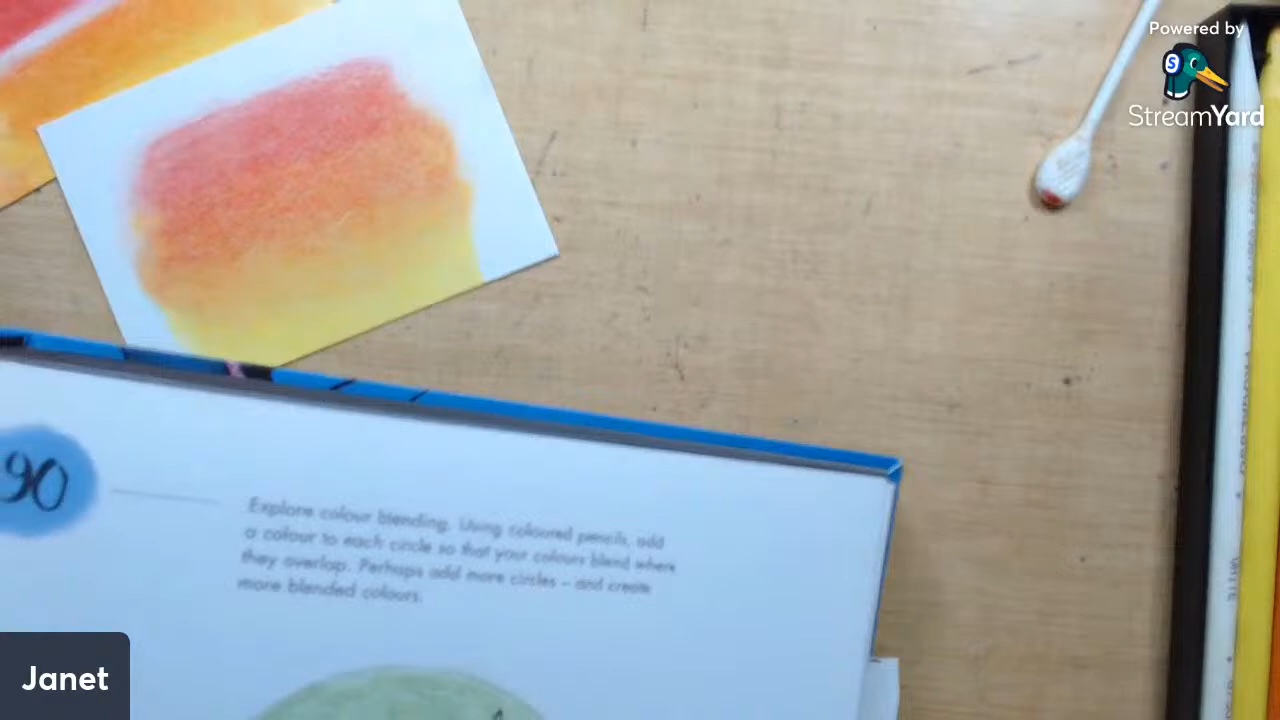 Powered by
StreamYard
90
Explore colour blending. Using coloured pencils, add
a colour to each circle so that your colours blend where
they overlap. Perhaps add more circles – and create
more blended colours.
WHITE
Janet